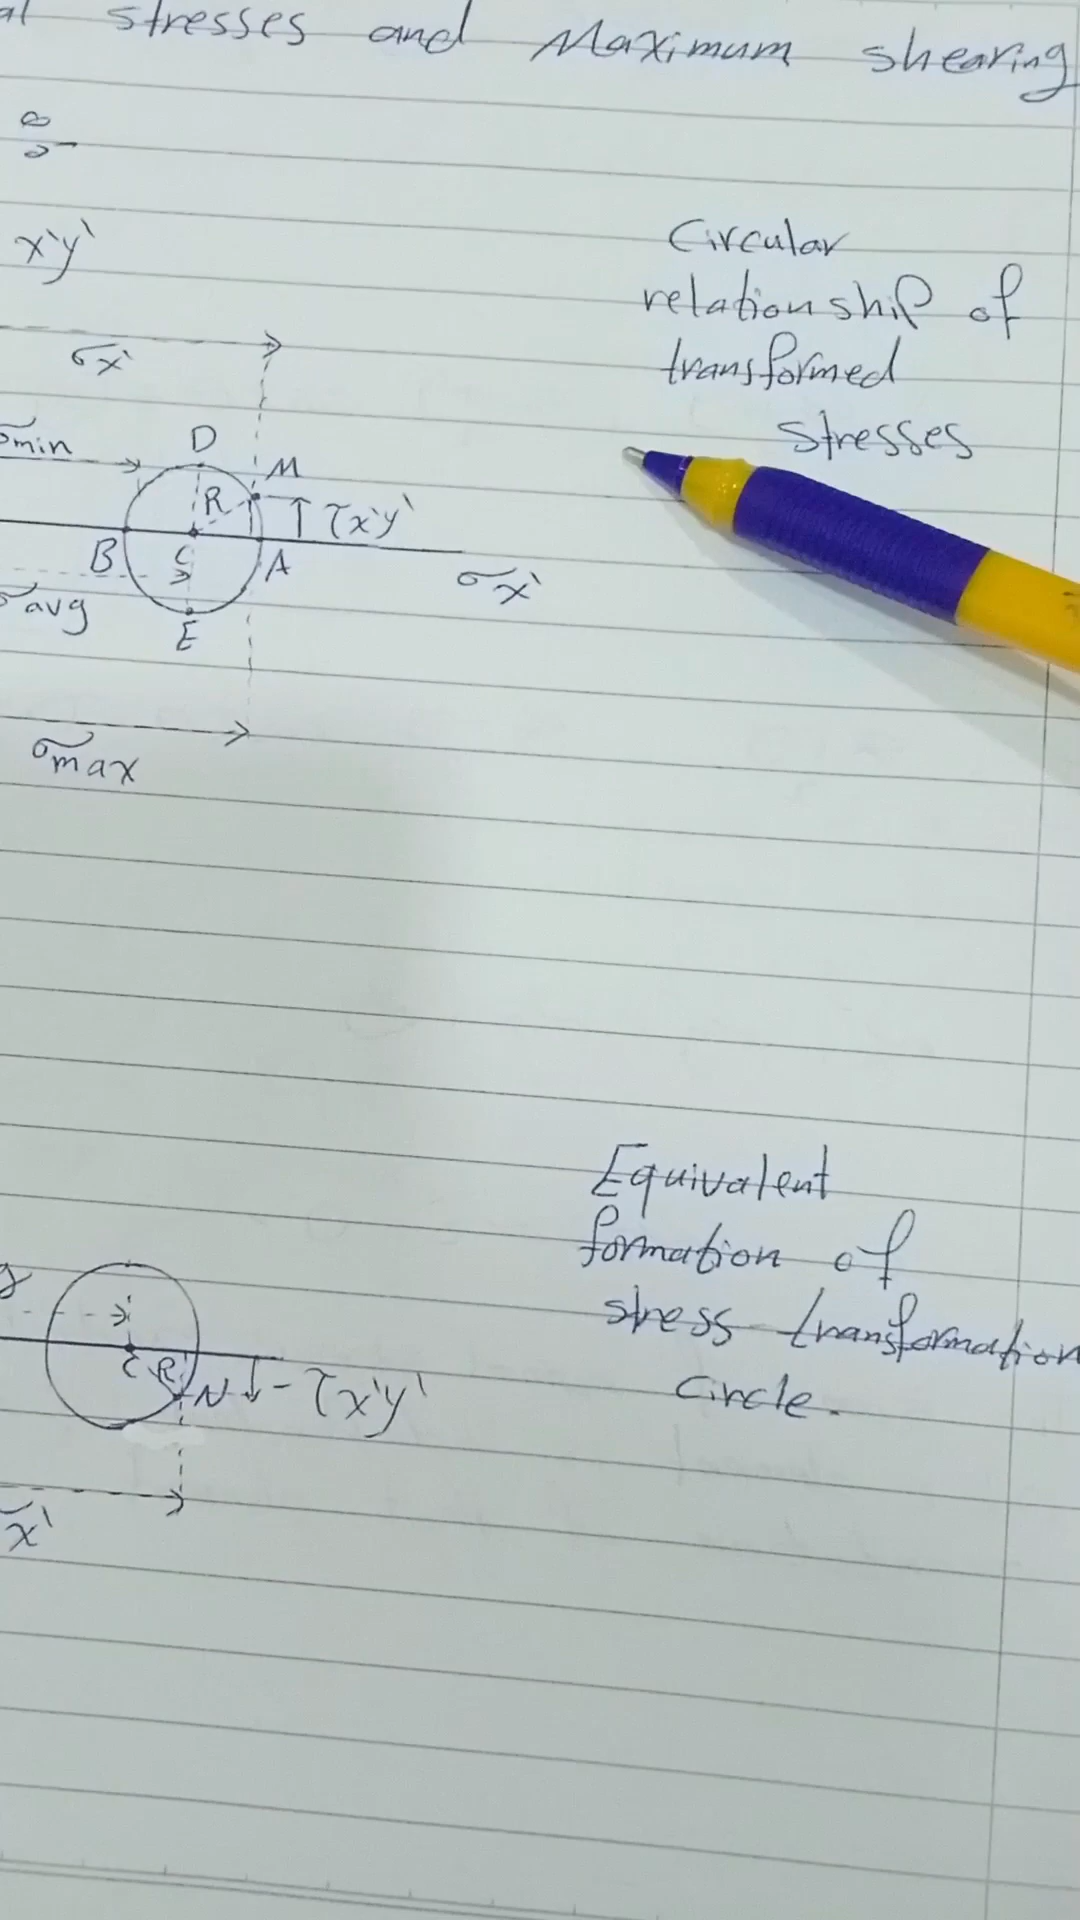 stresses and Maximum shearing
x'y'
Circular
relationship of
transformed
stresses
σx'
σmin
D
M
R
τx'y'
B
C
A
σx'
σavg
E
σmax
Equivalent
formation of
stress transformation
circle.
C
R
N
- τx'y'
σx'